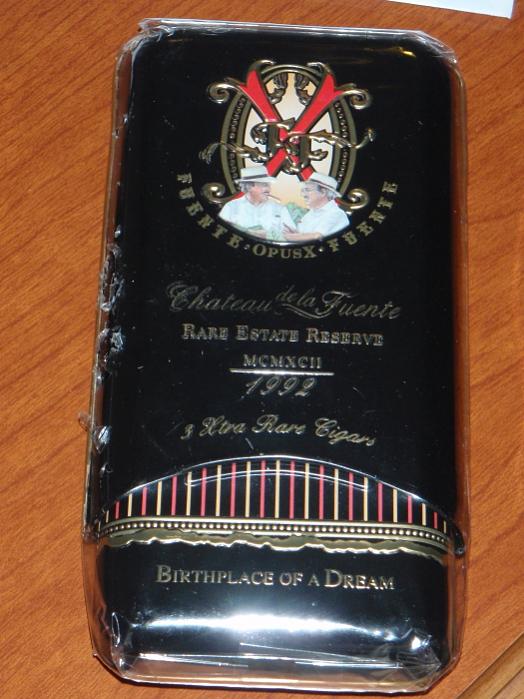 FUENTE · OPUSX · FUENTE
Chateau de la Fuente
RARE ESTATE RESERVE
MCMXCII
1992
3 Xtra Rare Cigars
BIRTHPLACE OF A DREAM